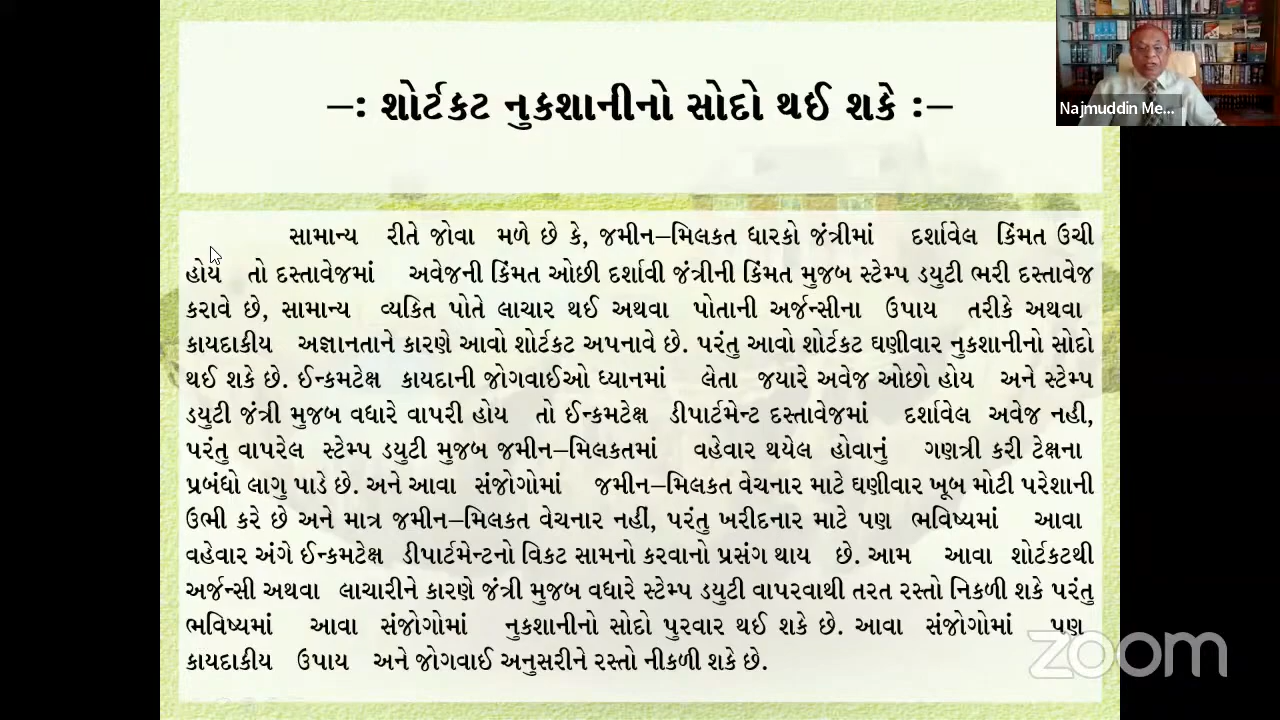 –ઃ શોર્ટકટ નુકશાનીનો સોદો થઈ શકે ઃ–
Najmuddin Me...
સામાન્ય રીતે જોવા મળે છે કે, જમીન–મિલકત ધારકો જંત્રીમાં દર્શાવેલ કિંમત ઉચી
હોય તો દસ્તાવેજમાં અવેજની કિંમત ઓછી દર્શાવી જંત્રીની કિંમત મુજબ સ્ટેમ્પ ડયુટી ભરી દસ્તાવેજ
કરાવે છે, સામાન્ય વ્યકિત પોતે લાચાર થઈ અથવા પોતાની અર્જન્સીના ઉપાય તરીકે અથવા
કાયદાકીય અજ્ઞાનતાને કારણે આવો શોર્ટકટ અપનાવે છે. પરંતુ આવો શોર્ટકટ ઘણીવાર નુકશાનીનો સોદો
થઈ શકે છે. ઈન્કમટેક્ષ કાયદાની જોગવાઈઓ ધ્યાનમાં લેતા જયારે અવેજ ઓછો હોય અને સ્ટેમ્પ
ડયુટી જંત્રી મુજબ વધારે વાપરી હોય તો ઈન્કમટેક્ષ ડીપાર્ટમેન્ટ દસ્તાવેજમાં દર્શાવેલ અવેજ નહી,
પરંતુ વાપરેલ સ્ટેમ્પ ડયુટી મુજબ જમીન–મિલકતમાં વહેવાર થયેલ હોવાનું ગણત્રી કરી ટેક્ષના
પ્રબંધો લાગુ પાડે છે. અને આવા સંજોગોમાં જમીન–મિલકત વેચનાર માટે ઘણીવાર ખૂબ મોટી પરેશાની
ઉભી કરે છે અને માત્ર જમીન–મિલકત વેચનાર નહીં, પરંતુ ખરીદનાર માટે પણ ભવિષ્યમાં આવા
વહેવાર અંગે ઈન્કમટેક્ષ ડીપાર્ટમેન્ટનો વિકટ સામનો કરવાનો પ્રસંગ થાય છે. આમ આવા શોર્ટકટથી
અર્જન્સી અથવા લાચારીને કારણે જંત્રી મુજબ વધારે સ્ટેમ્પ ડયુટી વાપરવાથી તરત રસ્તો નિકળી શકે પરંતુ
ભવિષ્યમાં આવા સંજોગોમાં નુકશાનીનો સોદો પુરવાર થઈ શકે છે. આવા સંજોગોમાં પણ
કાયદાકીય ઉપાય અને જોગવાઈ અનુસરીને રસ્તો નીકળી શકે છે.
zoom